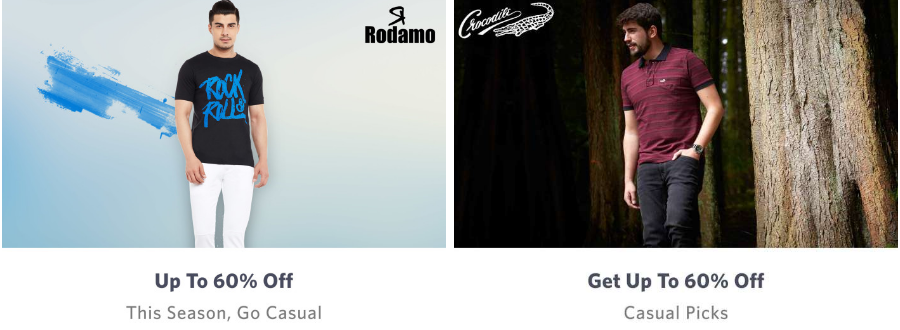 Rodamo
ROCK
ROLL
Up To 60% Off
This Season, Go Casual
Crocodile
Get Up To 60% Off
Casual Picks